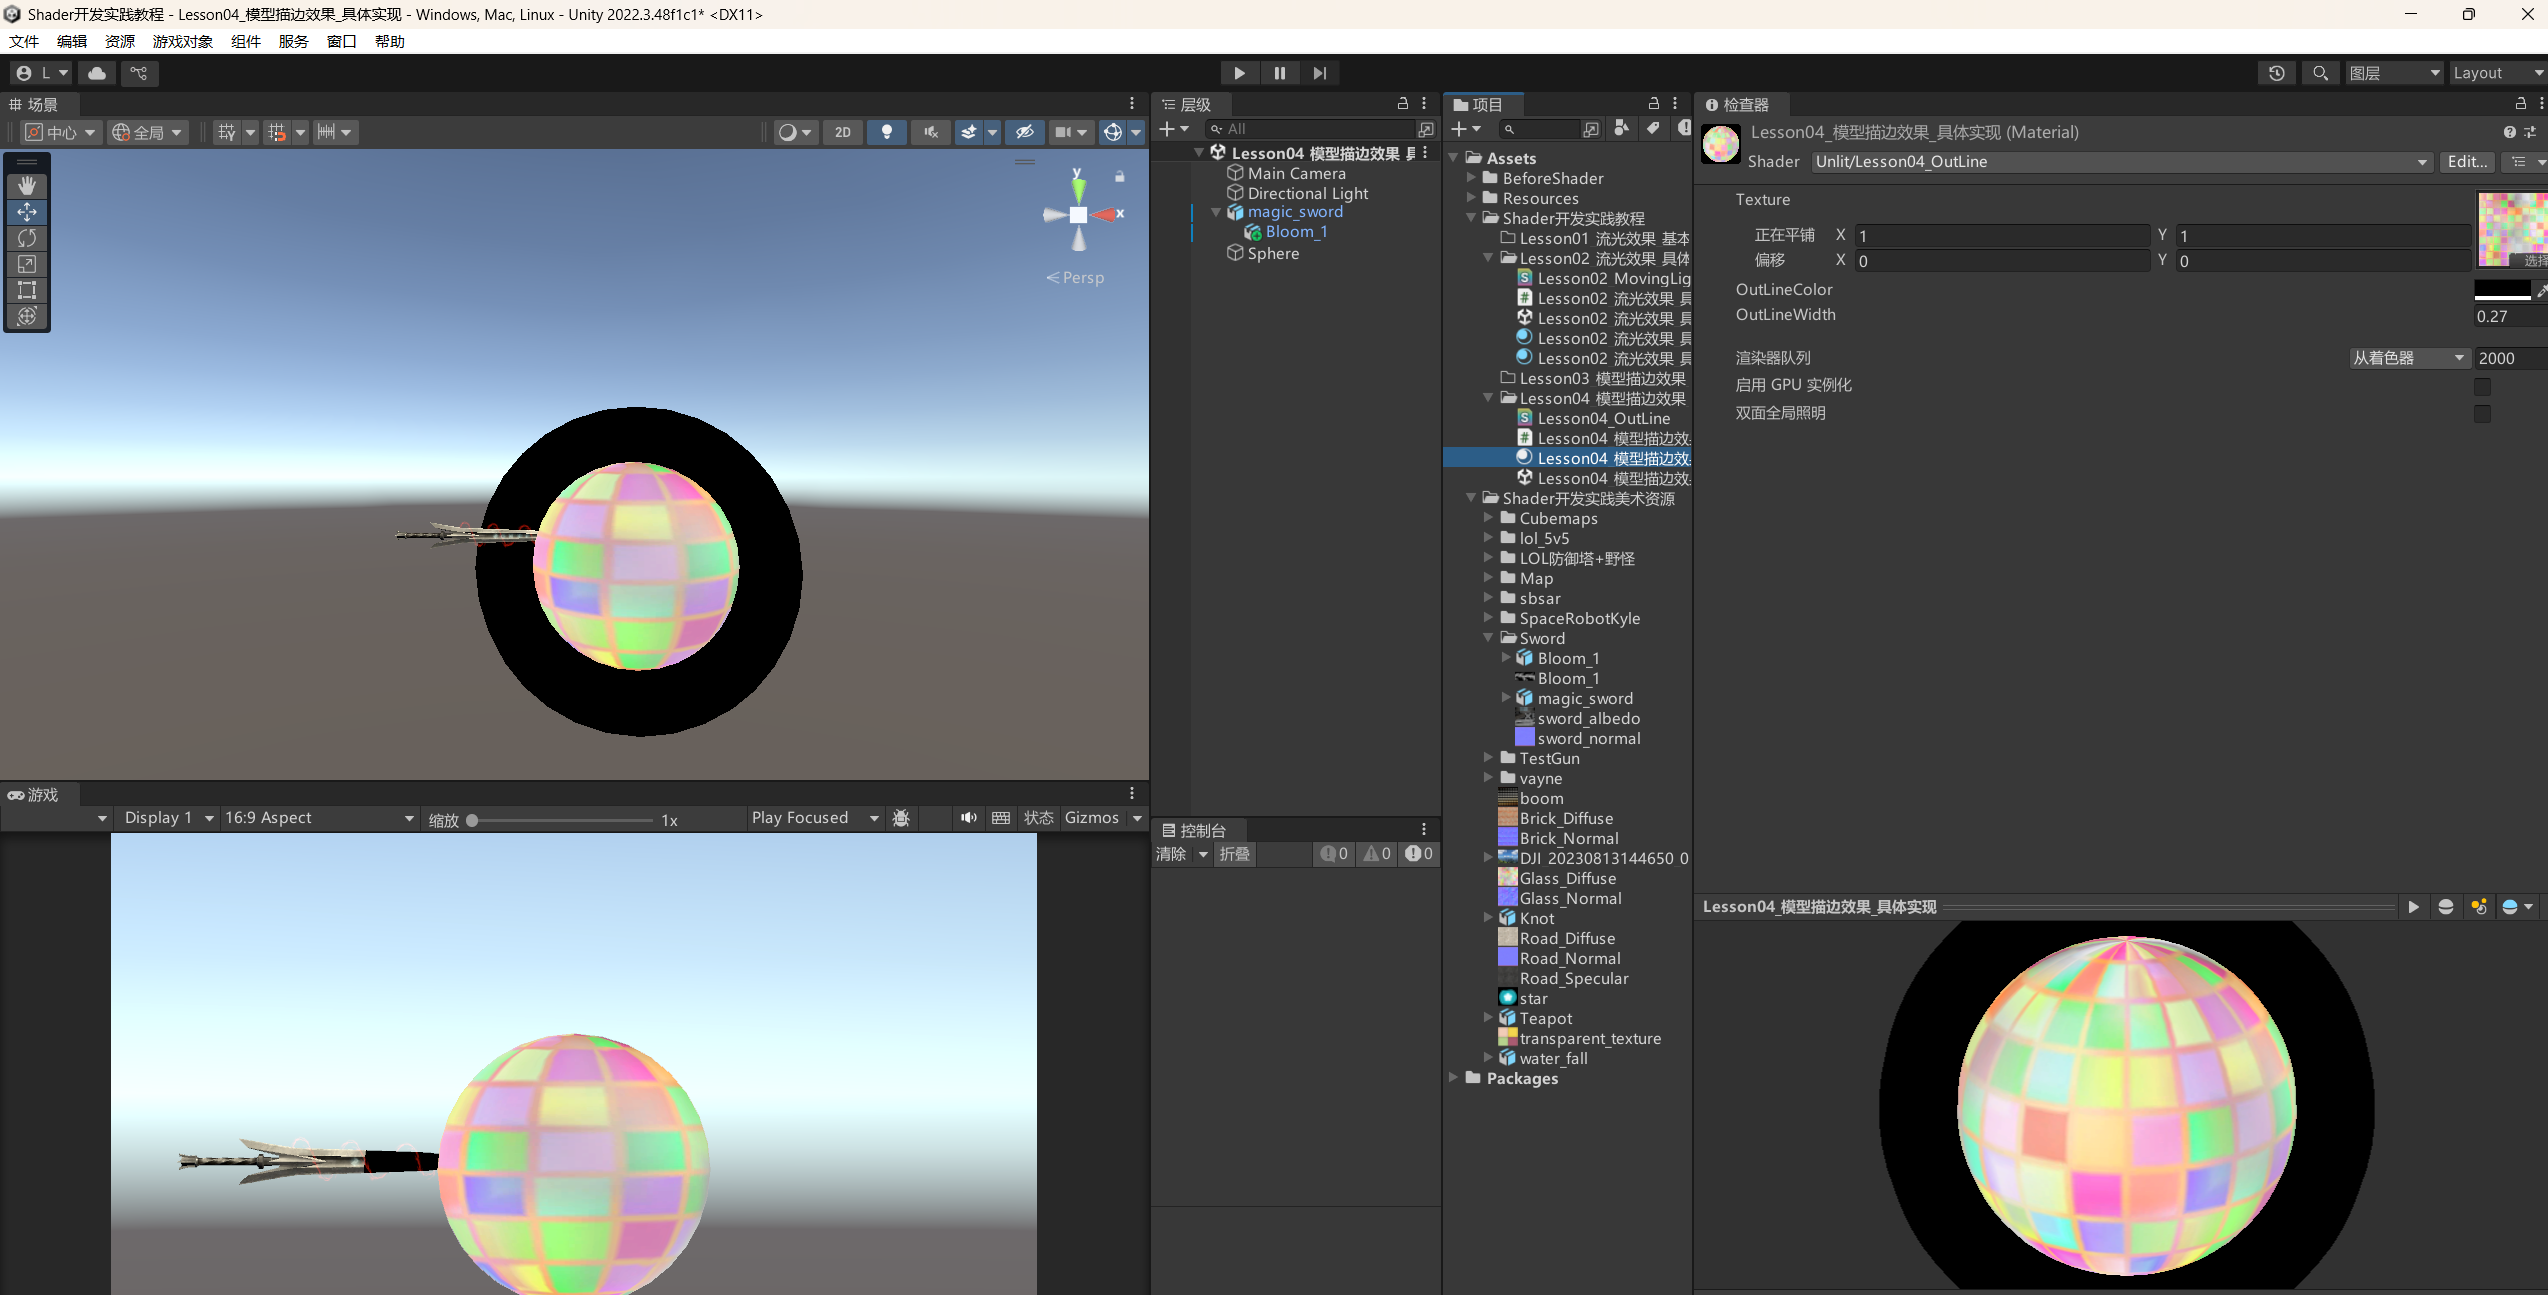 Shader开发实践教程 - Lesson04_模型描边效果_具体实现 - Windows, Mac, Linux - Unity 2022.3.48f1c1* <DX11>
文件 编辑 资源 游戏对象 组件 服务 窗口 帮助
L
图层
Layout
场景
中心 全局
2D
y
x
Persp
层级
All
Lesson04 模型描边效果 具
Main Camera
Directional Light
magic_sword
Bloom_1
Sphere
项目
Assets
BeforeShader
Resources
Shader开发实践教程
Lesson01 流光效果 基本
Lesson02 流光效果 具体
Lesson02_MovingLig
Lesson02 流光效果 具
Lesson02 流光效果 具
Lesson02 流光效果 具
Lesson02 流光效果 具
Lesson03 模型描边效果
Lesson04 模型描边效果
Lesson04_OutLine
Lesson04 模型描边效
Lesson04 模型描边效
Lesson04 模型描边效
Shader开发实践美术资源
Cubemaps
lol_5v5
LOL防御塔+野怪
Map
sbsar
SpaceRobotKyle
Sword
Bloom_1
Bloom_1
magic_sword
sword_albedo
sword_normal
TestGun
vayne
boom
Brick_Diffuse
Brick_Normal
DJI_20230813144650_0
Glass_Diffuse
Glass_Normal
Knot
Road_Diffuse
Road_Normal
Road_Specular
star
Teapot
transparent_texture
water_fall
Packages
检查器
Lesson04_模型描边效果_具体实现 (Material)
Shader Unlit/Lesson04_OutLine Edit...
Texture
正在平铺 X 1 Y 1
偏移 X 0 Y 0
选择
OutLineColor
OutLineWidth 0.27
渲染器队列 从着色器 2000
启用 GPU 实例化
双面全局照明
Lesson04_模型描边效果_具体实现
游戏
Display 1 16:9 Aspect 缩放 1x Play Focused 状态 Gizmos
控制台
清除 折叠 0 0 0